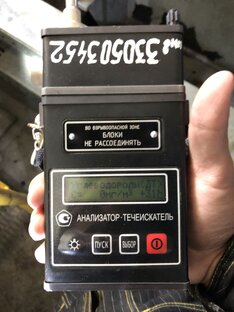 330503452
ВО ВЗРЫВООПАСНОЙ ЗОНЕ
БЛОКИ
НЕ РАССОЕДИНЯТЬ
АНАЛИЗАТОР-ТЕЧЕИСКАТЕЛЬ
ПУСК ВЫБОР